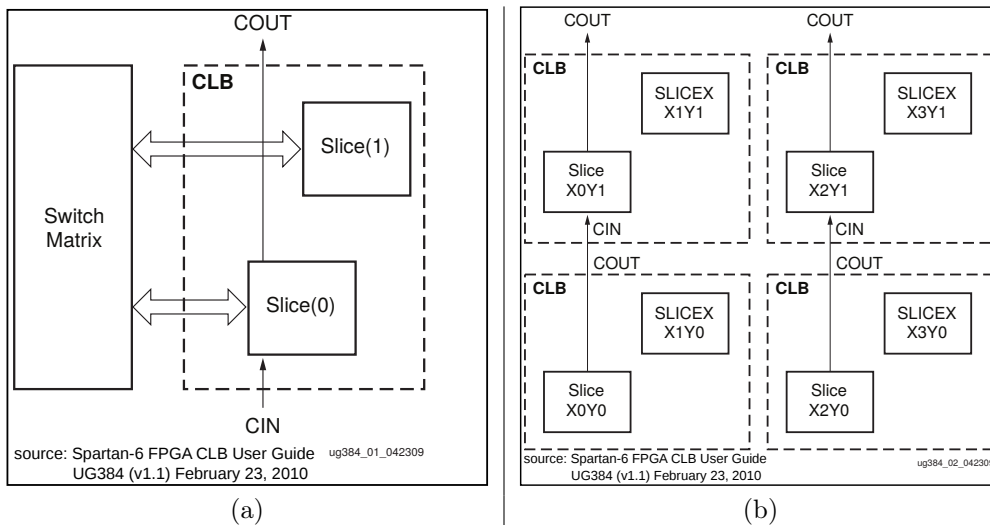 COUT
CLB
Slice(1)
Switch
Matrix
Slice(0)
CIN
source: Spartan-6 FPGA CLB User Guide
ug384_01_042309
UG384 (v1.1) February 23, 2010
(a)
COUT
COUT
CLB
SLICEX
X1Y1
Slice
X0Y1
CIN
CLB
SLICEX
X3Y1
Slice
X2Y1
CIN
COUT
COUT
CLB
SLICEX
X1Y0
Slice
X0Y0
CLB
SLICEX
X3Y0
Slice
X2Y0
source: Spartan-6 FPGA CLB User Guide
ug384_02_042309
UG384 (v1.1) February 23, 2010
(b)